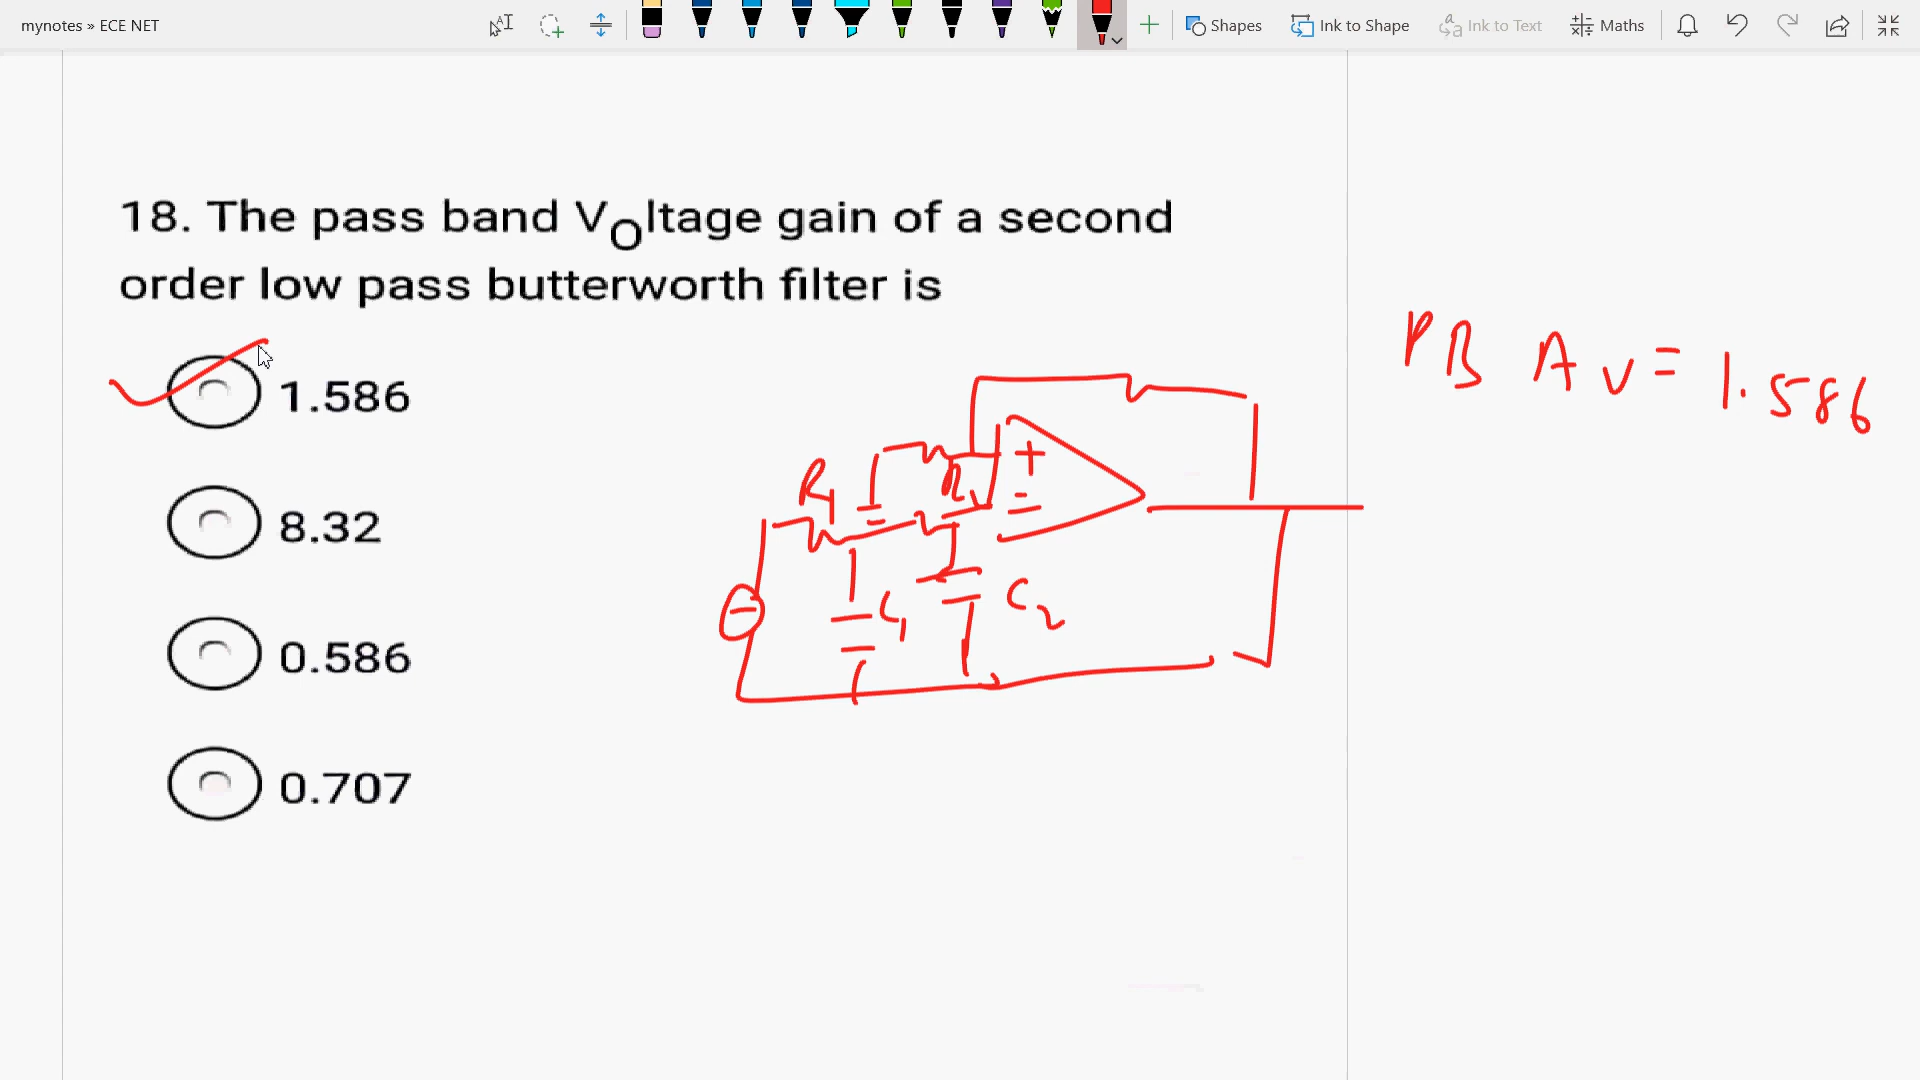 mynotes » ECE NET
Shapes
Ink to Shape
Ink to Text
Maths
18. The pass band VOltage gain of a second
order low pass butterworth filter is
1.586
8.32
0.586
0.707
PB Av = 1.586
R1
+
-
C1
C2